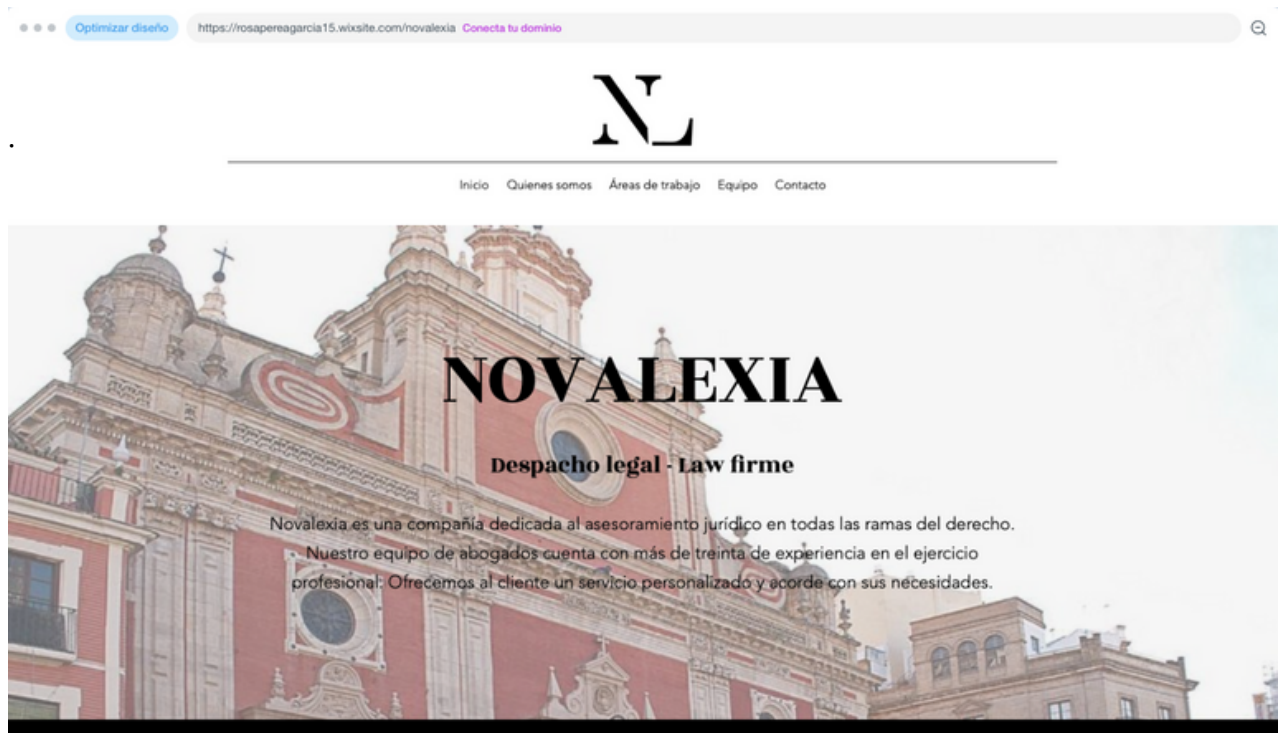 Optimizar diseño https://rosapereagarcia15.wixsite.com/novalexia Conecta tu dominio
NL
.
Inicio Quienes somos Áreas de trabajo Equipo Contacto
NOVALEXIA
Despacho legal - Law firme
Novalexia es una compañía dedicada al asesoramiento jurídico en todas las ramas del derecho.
Nuestro equipo de abogados cuenta con más de treinta de experiencia en el ejercicio
profesional. Ofrecemos al cliente un servicio personalizado y acorde con sus necesidades.